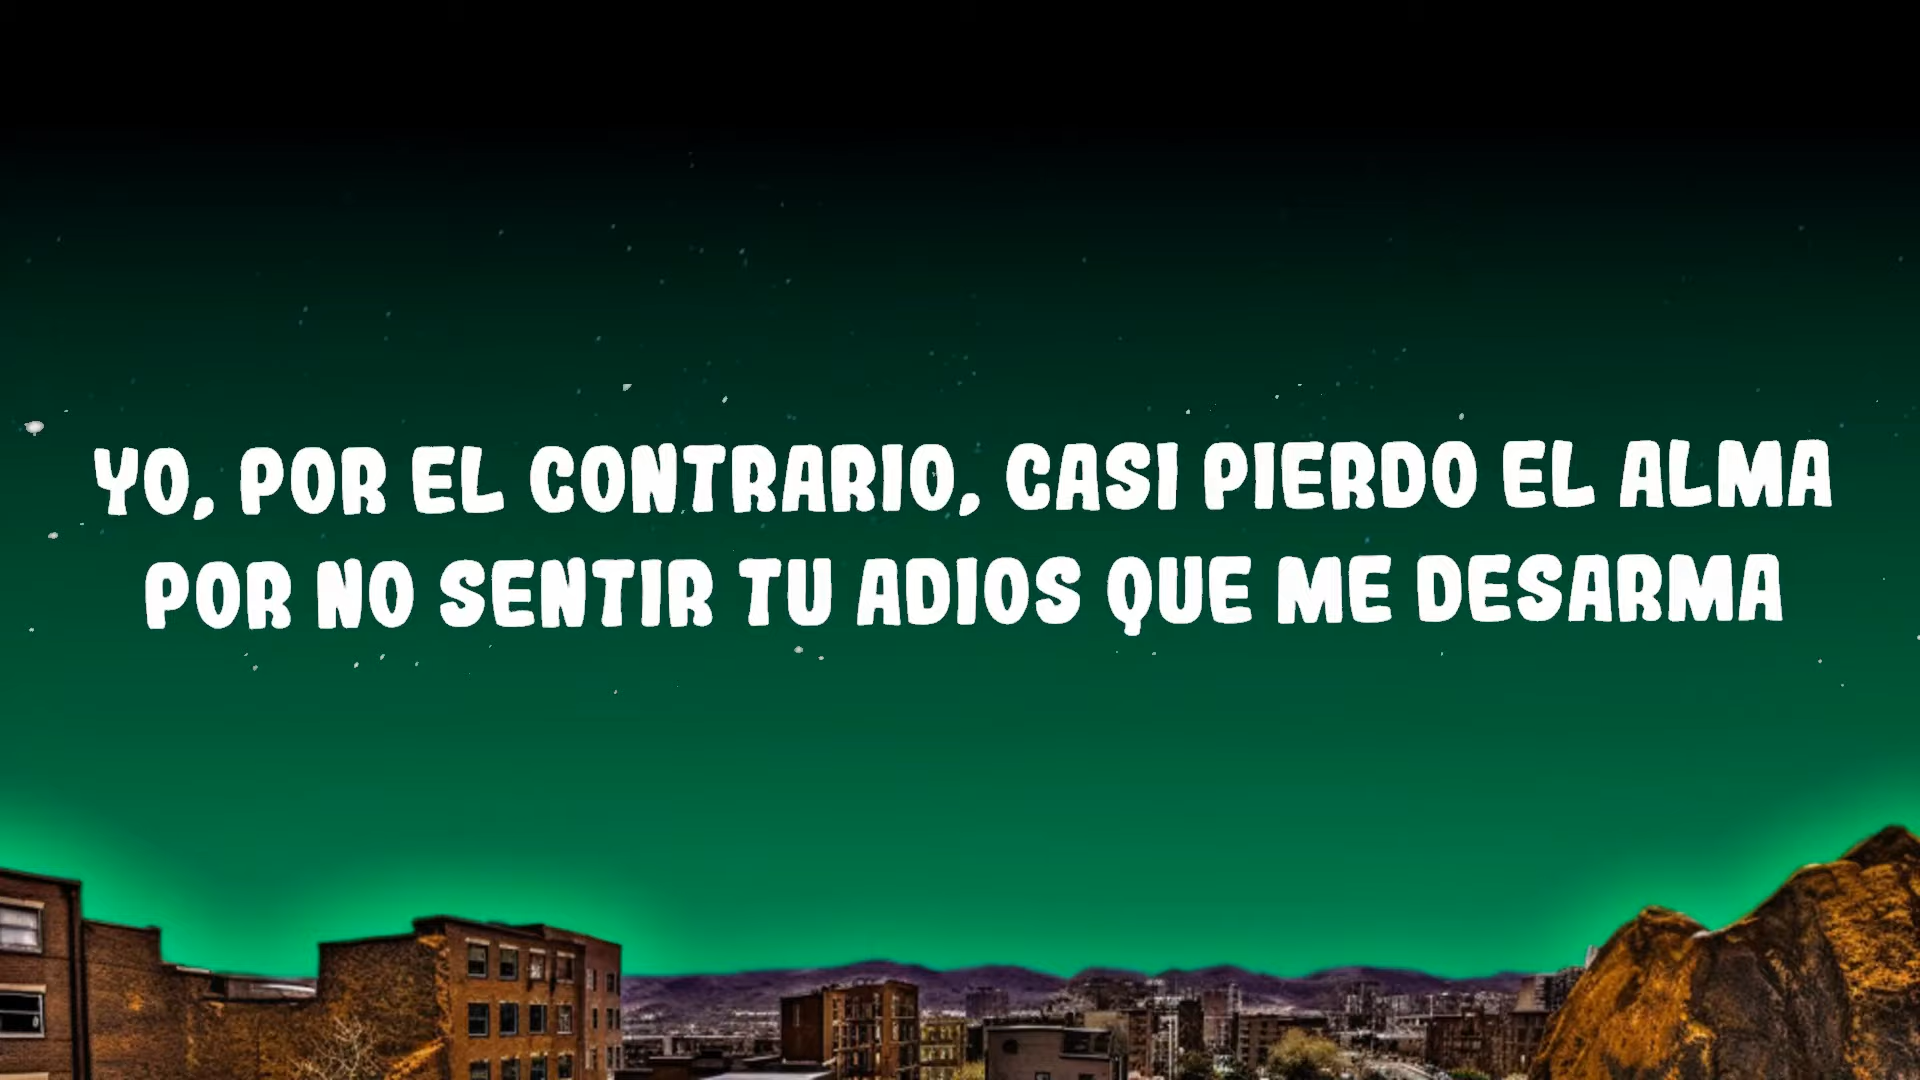 YO, POR EL CONTRARIO, CASI PIERDO EL ALMA
POR NO SENTIR TU ADIOS QUE ME DESARMA